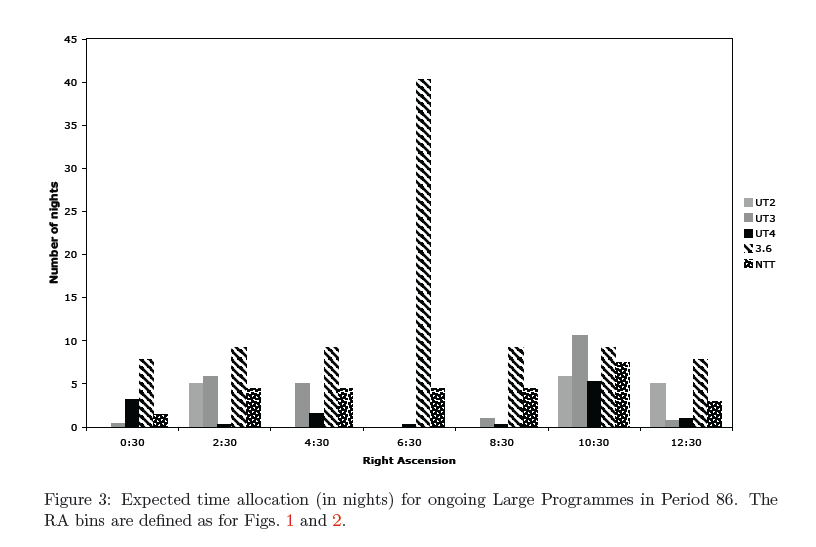 45
40
35
30
25
20
15
10
5
0
Number of nights
0:30 2:30 4:30 6:30 8:30 10:30 12:30
Right Ascension
UT2
UT3
UT4
3.6
NTT
Figure 3: Expected time allocation (in nights) for ongoing Large Programmes in Period 86. The
RA bins are defined as for Figs. 1 and 2.